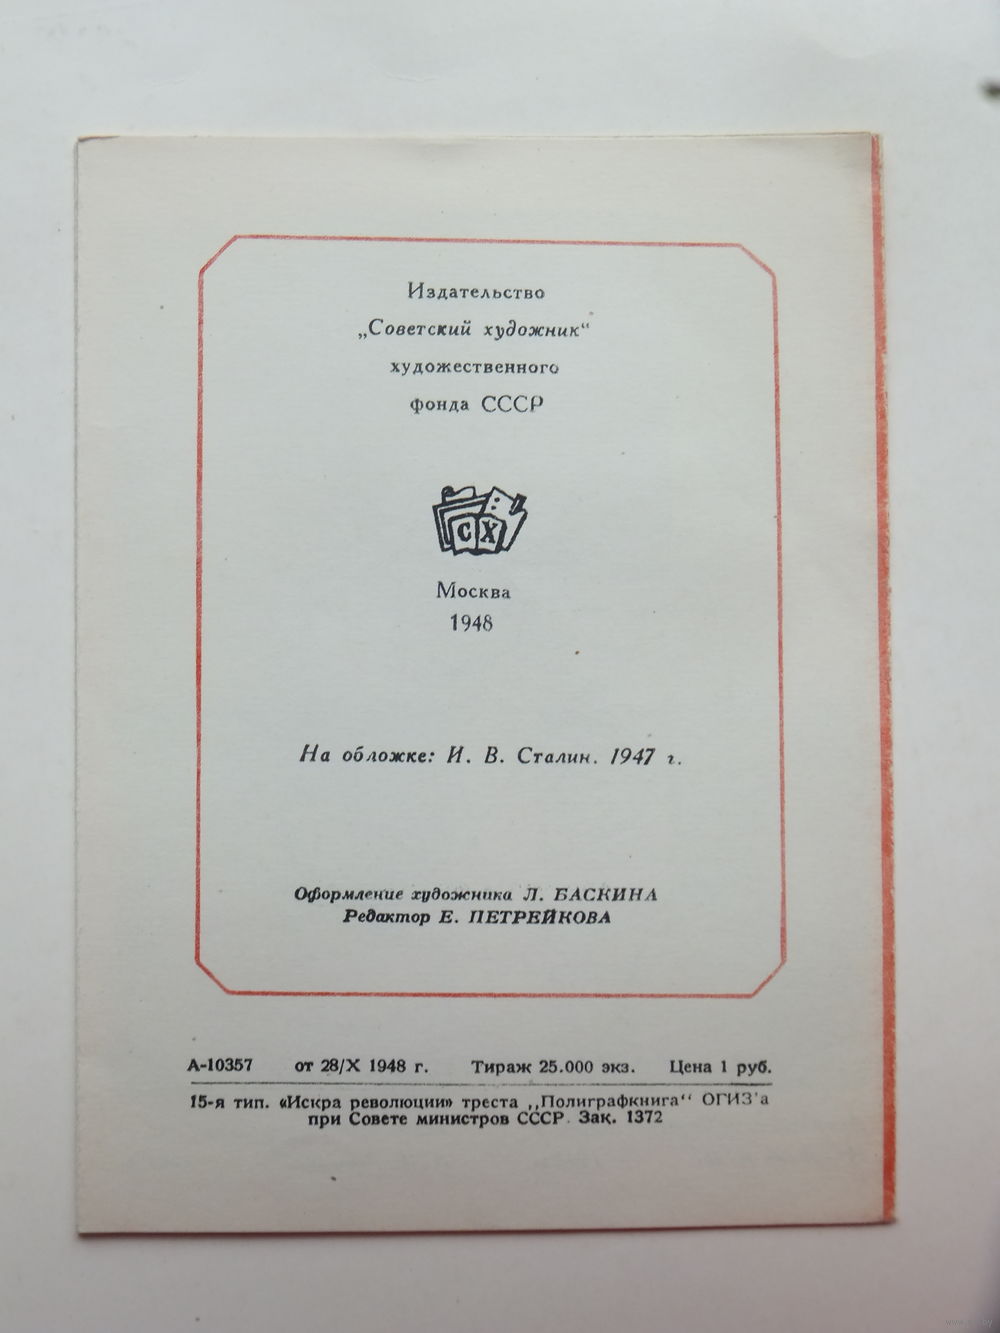 Издательство
„Советский художник“
художественного
фонда СССР
С Х
Москва
1948
На обложке: И. В. Сталин. 1947 г.
Оформление художника Л. БАСКИНА
Редактор Е. ПЕТРЕЙКОВА
А-10357 от 28/X 1948 г. Тираж 25.000 экз. Цена 1 руб.
15-я тип. «Искра революции» треста ,,Полиграфкнига“ ОГИЗ'а
при Совете министров СССР. Зак. 1372